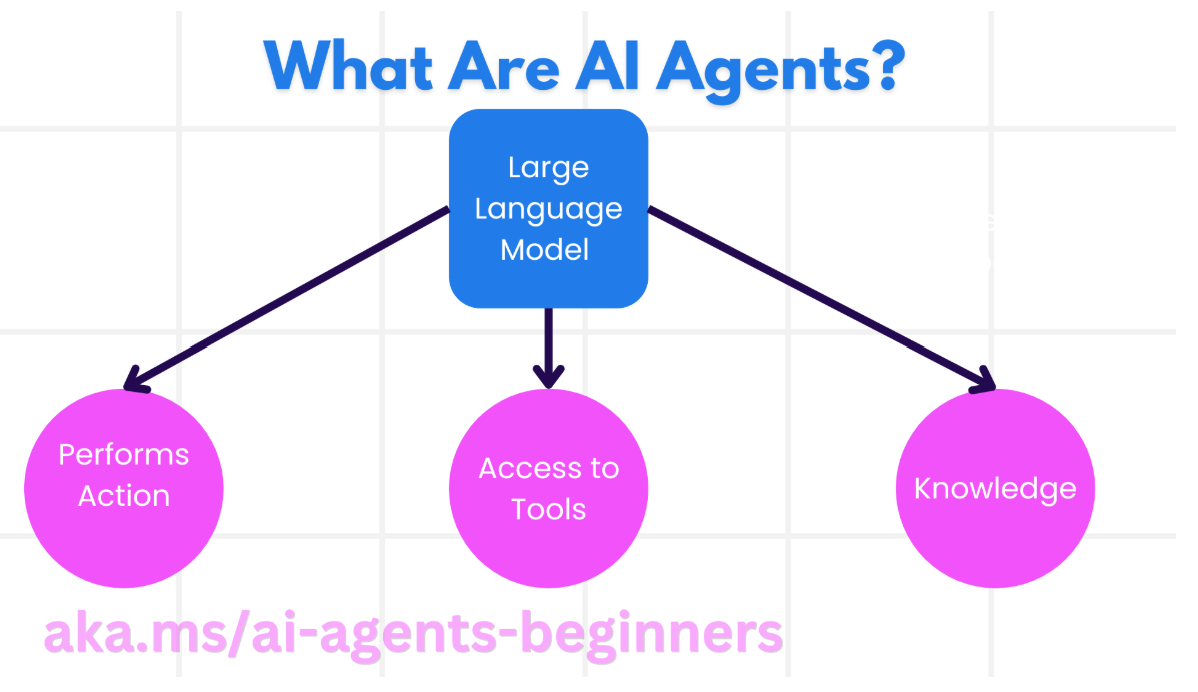 What Are AI Agents?
Large
Language
Model
Performs
Action
Access to
Tools
Knowledge
aka.ms/ai-agents-beginners